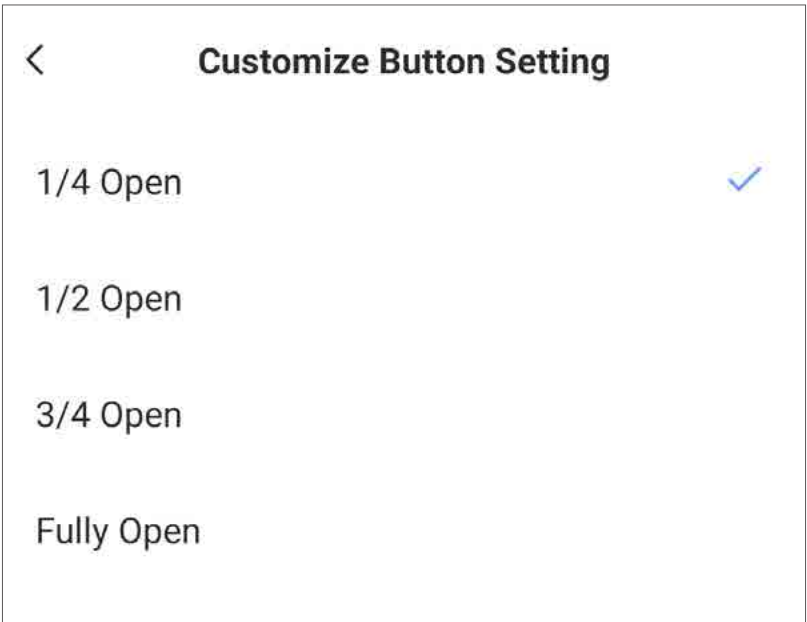 Customize Button Setting
1/4 Open
1/2 Open
3/4 Open
Fully Open